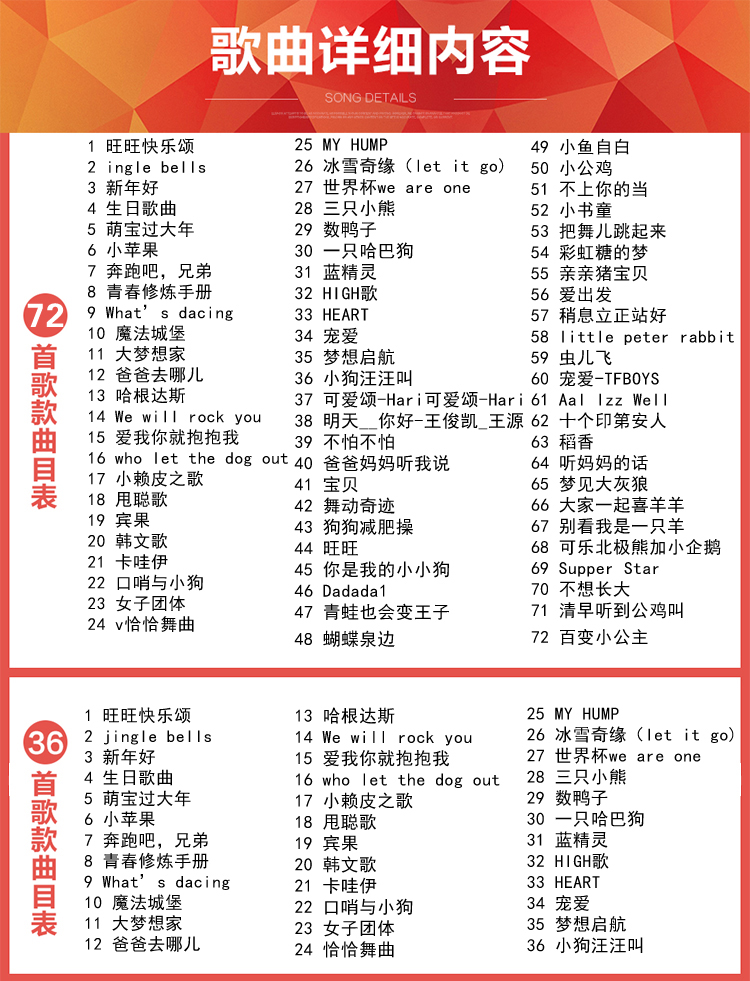 歌曲详细内容
SONG DETAILS
72
首歌款曲目表
1 旺旺快乐颂
2 ingle bells
3 新年好
4 生日歌曲
5 萌宝过大年
6 小苹果
7 奔跑吧，兄弟
8 青春修炼手册
9 What's dacing
10 魔法城堡
11 大梦想家
12 爸爸去哪儿
13 哈根达斯
14 We will rock you
15 爱我你就抱抱我
16 who let the dog out
17 小赖皮之歌
18 甩聪歌
19 宾果
20 韩文歌
21 卡哇伊
22 口哨与小狗
23 女子团体
24 v恰恰舞曲
25 MY HUMP
26 冰雪奇缘（let it go）
27 世界杯we are one
28 三只小熊
29 数鸭子
30 一只哈巴狗
31 蓝精灵
32 HIGH歌
33 HEART
34 宠爱
35 梦想启航
36 小狗汪汪叫
37 可爱颂-Hari可爱颂-Hari
38 明天__你好-王俊凯_王源
39 不怕不怕
40 爸爸妈妈听我说
41 宝贝
42 舞动奇迹
43 狗狗减肥操
44 旺旺
45 你是我的小小狗
46 Dadada1
47 青蛙也会变王子
48 蝴蝶泉边
49 小鱼自白
50 小公鸡
51 不上你的当
52 小书童
53 把舞儿跳起来
54 彩虹糖的梦
55 亲亲猪宝贝
56 爱出发
57 稍息立正站好
58 little peter rabbit
59 虫儿飞
60 宠爱-TFBOYS
61 Aal Izz Well
62 十个印第安人
63 稻香
64 听妈妈的话
65 梦见大灰狼
66 大家一起喜羊羊
67 别看我是一只羊
68 可乐北极熊加小企鹅
69 Supper Star
70 不想长大
71 清早听到公鸡叫
72 百变小公主
36
首歌款曲目表
1 旺旺快乐颂
2 jingle bells
3 新年好
4 生日歌曲
5 萌宝过大年
6 小苹果
7 奔跑吧，兄弟
8 青春修炼手册
9 What's dacing
10 魔法城堡
11 大梦想家
12 爸爸去哪儿
13 哈根达斯
14 We will rock you
15 爱我你就抱抱我
16 who let the dog out
17 小赖皮之歌
18 甩聪歌
19 宾果
20 韩文歌
21 卡哇伊
22 口哨与小狗
23 女子团体
24 恰恰舞曲
25 MY HUMP
26 冰雪奇缘（let it go）
27 世界杯we are one
28 三只小熊
29 数鸭子
30 一只哈巴狗
31 蓝精灵
32 HIGH歌
33 HEART
34 宠爱
35 梦想启航
36 小狗汪汪叫